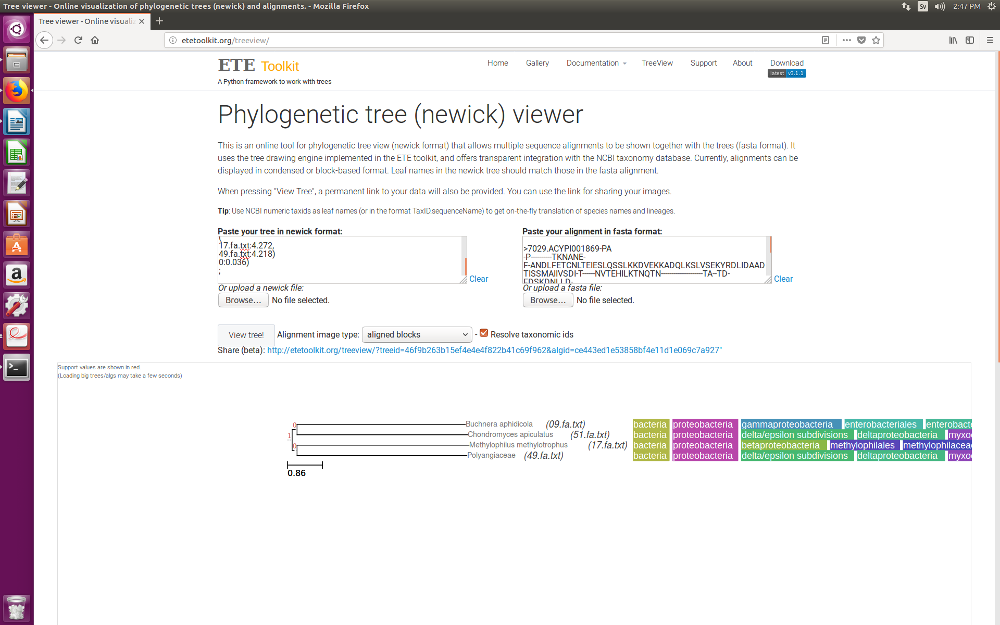 Tree viewer - Online visualization of phylogenetic trees (newick) and alignments. - Mozilla Firefox
Sv
2:47 PM
Tree viewer - Online visualiz
etetoolkit.org/treeview/
ETE Toolkit
A Python framework to work with trees
Home Gallery Documentation TreeView Support About Download
latest v3.1.1
Phylogenetic tree (newick) viewer
This is an online tool for phylogenetic tree view (newick format) that allows multiple sequence alignments to be shown together with the trees (fasta format). It
uses the tree drawing engine implemented in the ETE toolkit, and offers transparent integration with the NCBI taxonomy database. Currently, alignments can be
displayed in condensed or block-based format. Leaf names in the newick tree should match those in the fasta alignment.
When pressing "View Tree", a permanent link to your data will also be provided. You can use the link for sharing your images.
Tip: Use NCBI numeric taxids as leaf names (or in the format TaxID.sequenceName) to get on-the-fly translation of species names and lineages.
Paste your tree in newick format:
(
17.fa.txt:4.272,
49.fa.txt:4.218)
0:0.036)
;
Clear
Or upload a newick file:
Browse... No file selected.
Paste your alignment in fasta format:
>7029.ACYPI001869-PA
-P----------TKNANE-
F-ANDLFETCNLTEIESLQSSLKKDVEKKADQLKSLVSEKYRDLIDAAD
TISSMAIIVSDI-T------NVTEHILKTNQTN--------------------TA--TD-
FDSKDNLLD-
Clear
Or upload a fasta file:
Browse... No file selected.
View tree! Alignment image type: aligned blocks - Resolve taxonomic ids
Share (beta): http://etetoolkit.org/treeview/?treeid=46f9b263b15ef4e4e4f822b41c69f962&algid=ce443ed1e53858bf4e11d1e069c7a927"
Support values are shown in red.
(Loading big trees/algs may take a few seconds)
0 Buchnera aphidicola (09.fa.txt) bacteria proteobacteria gammaproteobacteria enterobacteriales enterobact
1 Chondromyces apiculatus (51.fa.txt) bacteria proteobacteria delta/epsilon subdivisions deltaproteobacteria myxo
0 Methylophilus methylotrophus (17.fa.txt) bacteria proteobacteria betaproteobacteria methylophilales methylophilacea
Polyangiaceae (49.fa.txt) bacteria proteobacteria delta/epsilon subdivisions deltaproteobacteria myxo
0.86